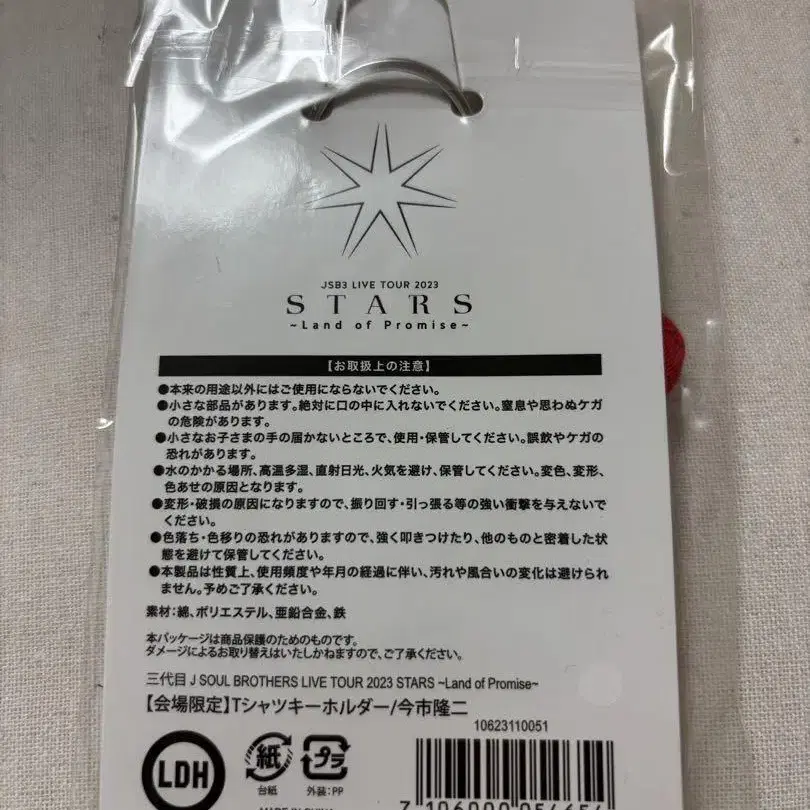 JSB3 LIVE TOUR 2023
STARS
~Land of Promise~
【お取扱上の注意】
●本来の用途以外にはご使用にならないでください。
●小さな部品があります。絶対に口の中に入れないでください。窒息や思わぬケガ
の危険があります。
●小さなお子さまの手の届かないところで、使用・保管してください。誤飲やケガの
恐れがあります。
●水のかかる場所、高温多湿、直射日光、火気を避け、保管してください。変色、変形、
色あせの原因となります。
●変形・破損の原因になりますので、振り回す・引っ張る等の強い衝撃を与えないで
ください。
●色落ち・色移りの恐れがありますので、強く叩きつけたり、他のものと密着した状
態を避けて保管してください。
●本製品は性質上、使用頻度や年月の経過に伴い、汚れや風合いの変化は避けられ
ません。予めご了承ください。
素材:綿、ポリエステル、亜鉛合金、鉄
本パッケージは商品保護のためのものです。
ダメージによるお取り替えはいたしかねますので、ご了承ください。
三代目 J SOUL BROTHERS LIVE TOUR 2023 STARS ~Land of Promise~
【会場限定】Tシャツキーホルダー/今市隆二
10623110051
LDH
紙
台紙
プラ
外装:PP